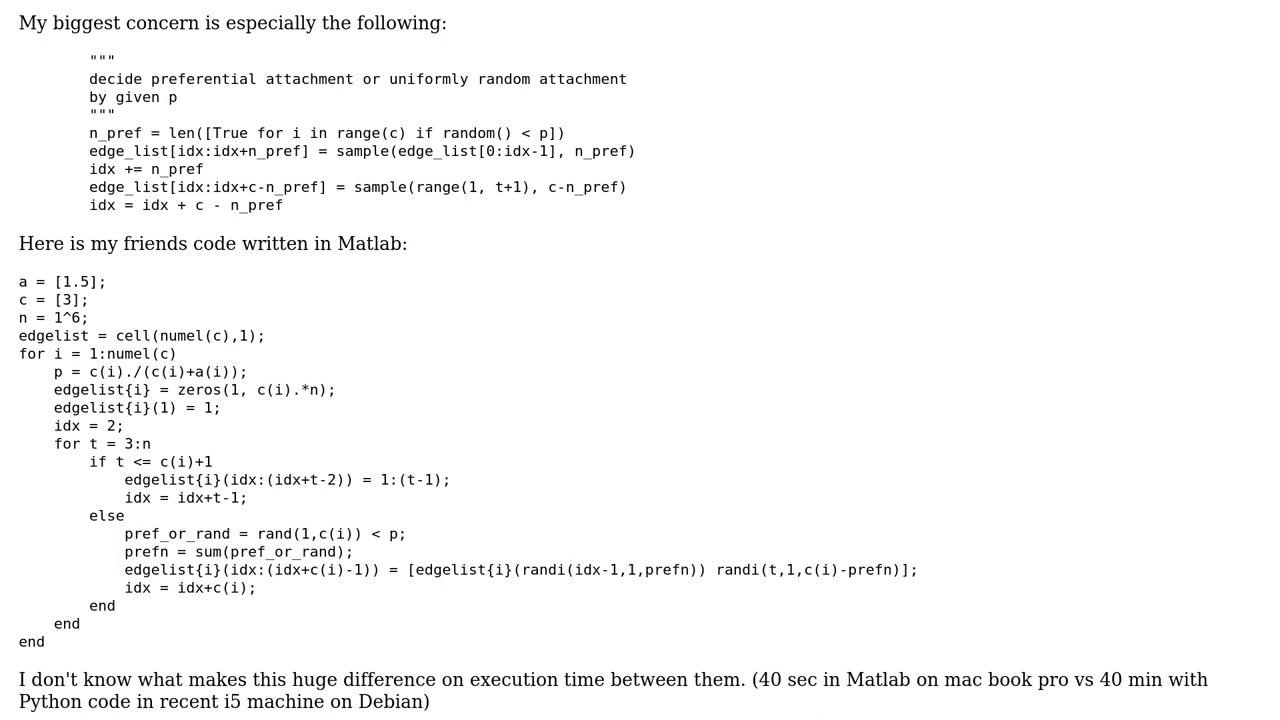 My biggest concern is especially the following:
"""
decide preferential attachment or uniformly random attachment
by given p
"""
n_pref = len([True for i in range(c) if random() < p])
edge_list[idx:idx+n_pref] = sample(edge_list[0:idx-1], n_pref)
idx += n_pref
edge_list[idx:idx+c-n_pref] = sample(range(1, t+1), c-n_pref)
idx = idx + c - n_pref
Here is my friends code written in Matlab:
a = [1.5];
c = [3];
n = 1^6;
edgelist = cell(numel(c),1);
for i = 1:numel(c)
    p = c(i)./(c(i)+a(i));
    edgelist{i} = zeros(1, c(i).*n);
    edgelist{i}(1) = 1;
    idx = 2;
    for t = 3:n
        if t <= c(i)+1
            edgelist{i}(idx:(idx+t-2)) = 1:(t-1);
            idx = idx+t-1;
        else
            pref_or_rand = rand(1,c(i)) < p;
            prefn = sum(pref_or_rand);
            edgelist{i}(idx:(idx+c(i)-1)) = [edgelist{i}(randi(idx-1,1,prefn)) randi(t,1,c(i)-prefn)];
            idx = idx+c(i);
        end
    end
end
I don't know what makes this huge difference on execution time between them. (40 sec in Matlab on mac book pro vs 40 min with
Python code in recent i5 machine on Debian)